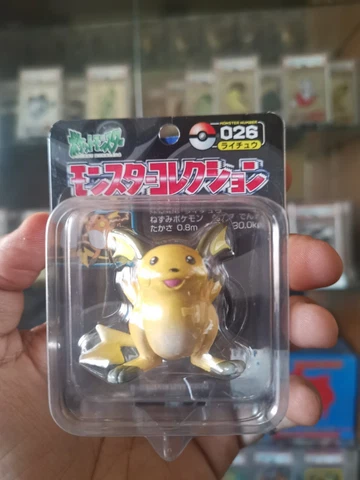 ポケットモンスター
MONSTER NUMBER
026
ライチュウ
モンスターコレクション
ねずみポケモン
たかさ 0.8m
30.0kg